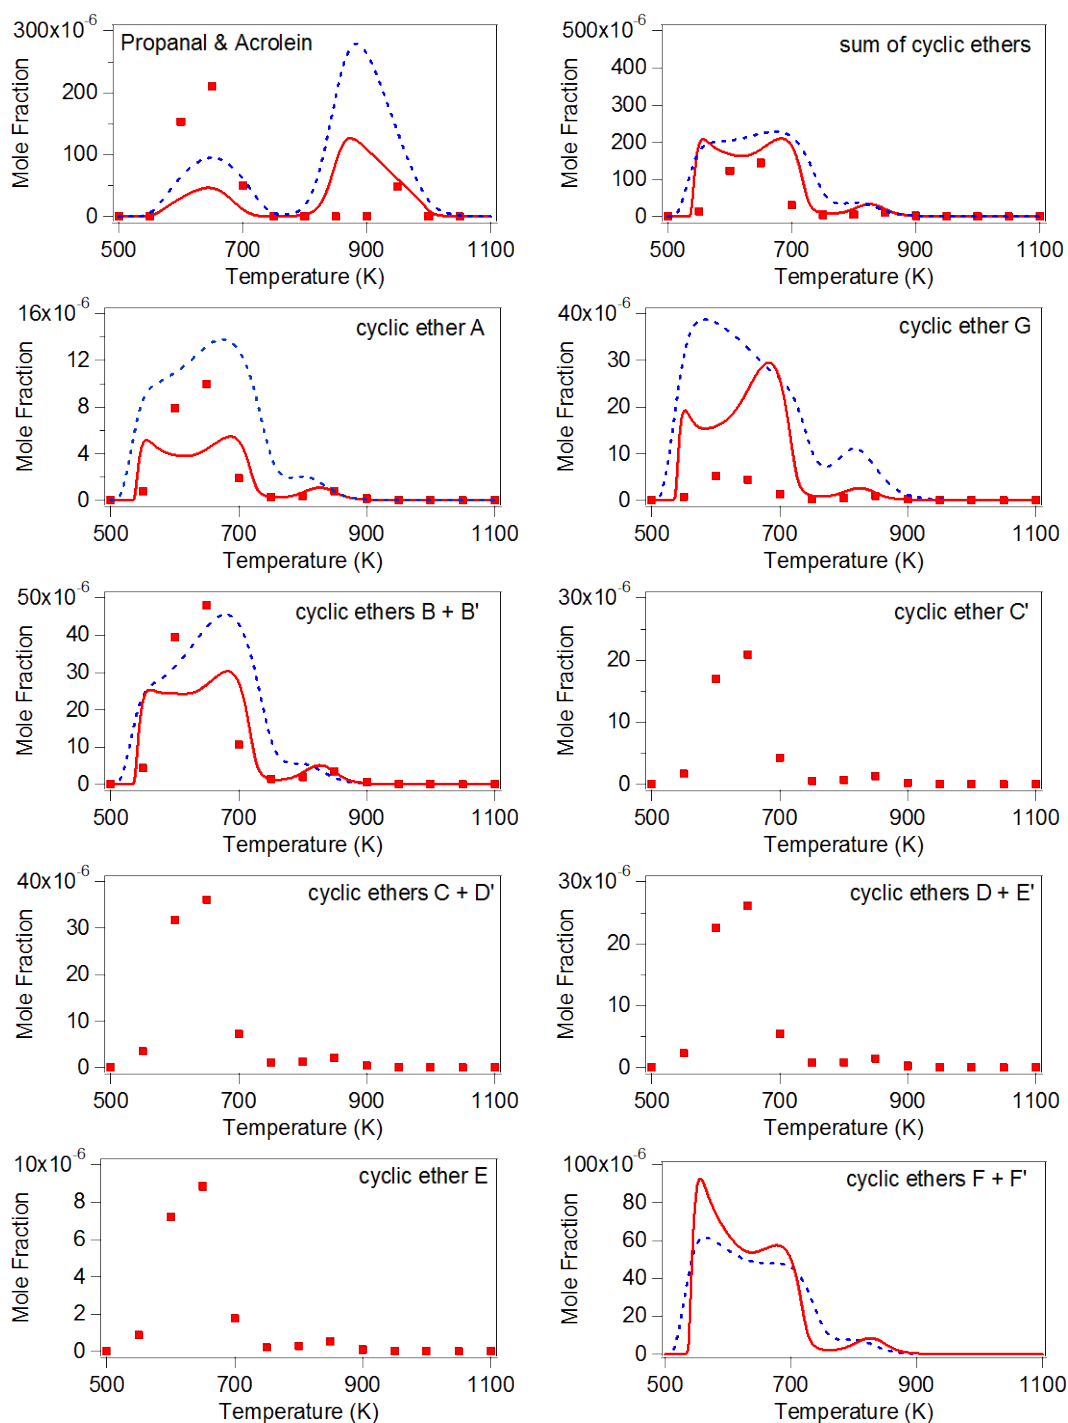 300x10-6
Propanal & Acrolein
200
100
0
Mole Fraction
500
700
900
1100
Temperature (K)
500x10-6
sum of cyclic ethers
400
300
200
100
0
Mole Fraction
500
700
900
1100
Temperature (K)
16x10-6
cyclic ether A
12
8
4
0
Mole Fraction
500
700
900
1100
Temperature (K)
40x10-6
cyclic ether G
30
20
10
0
Mole Fraction
500
700
900
1100
Temperature (K)
50x10-6
cyclic ethers B + B'
40
30
20
10
0
Mole Fraction
500
700
900
1100
Temperature (K)
30x10-6
cyclic ether C'
20
10
0
Mole Fraction
500
700
900
1100
Temperature (K)
40x10-6
cyclic ethers C + D'
30
20
10
0
Mole Fraction
500
700
900
1100
Temperature (K)
30x10-6
cyclic ethers D + E'
20
10
0
Mole Fraction
500
700
900
1100
Temperature (K)
10x10-6
cyclic ether E
8
6
4
2
0
Mole Fraction
500
700
900
1100
Temperature (K)
100x10-6
cyclic ethers F + F'
80
60
40
20
0
Mole Fraction
500
700
900
1100
Temperature (K)